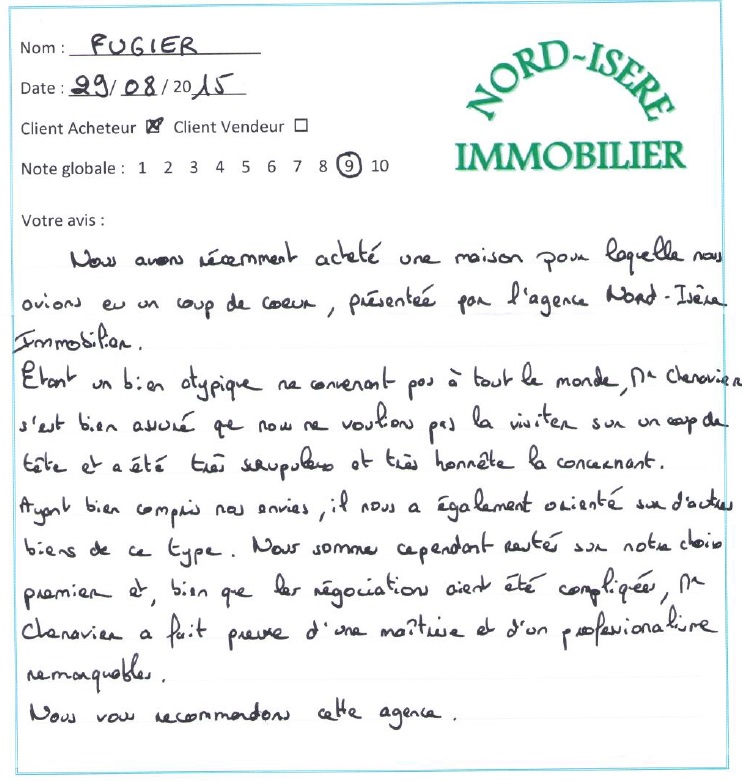 Nom : FUGIER
Date : 29/08/2015
NORD-ISERE
IMMOBILIER
Client Acheteur ☒ Client Vendeur ☐
Note globale : 1 2 3 4 5 6 7 8 9 10
Votre avis :
Nous avons récemment acheté une maison pour laquelle nous
avions eu un coup de coeur, présentée par l'agence Nord-Isère
Immobilier.
Etant un bien atypique ne convenant pas à tout le monde, Mr Chenavier
s'est bien assuré que nous ne voulions pas la visiter sur un coup de
tête et a été très scrupuleux et très honnête la concernant.
Ayant bien compris nos envies, il nous a également orienté sur d'autres
biens de ce type. Nous somme cependant restés sur notre choix
premier et, bien que les négociation aient été compliquées, Mr
Chenavier a fait preuve d'une maîtrise et d'un professionalisme
remarquables.
Nous vous recommandons cette agence.